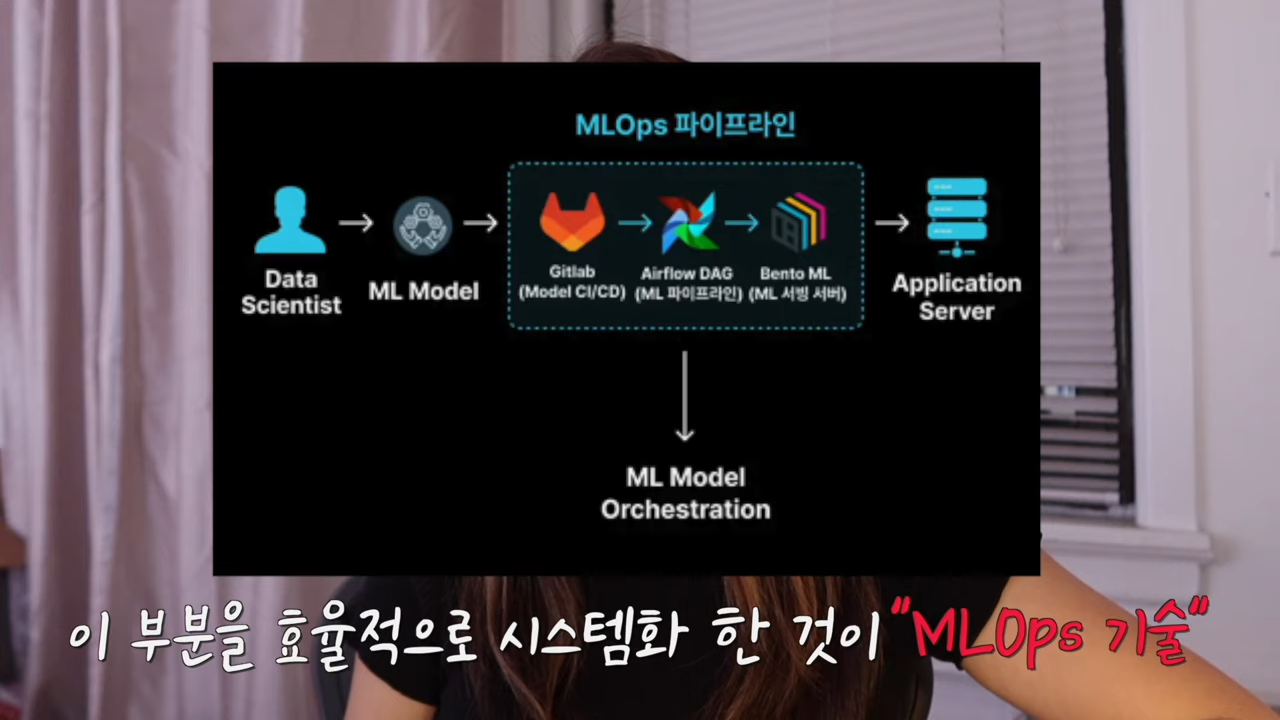 MLOps 파이프라인
Data
Scientist
ML Model
Gitlab
(Model CI/CD)
Airflow DAG
(ML 파이프라인)
Bento ML
(ML 서빙 서버)
Application
Server
ML Model
Orchestration
이 부분을 효율적으로 시스템화 한 것이 "MLOps 기술"